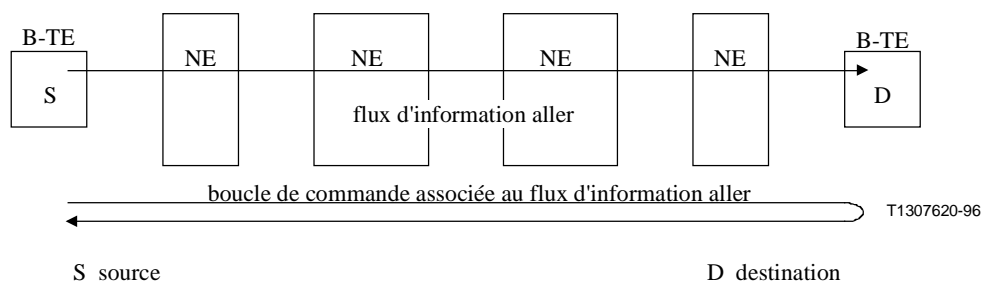 B-TE
NE
NE
NE
NE
B-TE
S
D
flux d'information aller
boucle de commande associée au flux d'information aller
T1307620-96
S source
D destination